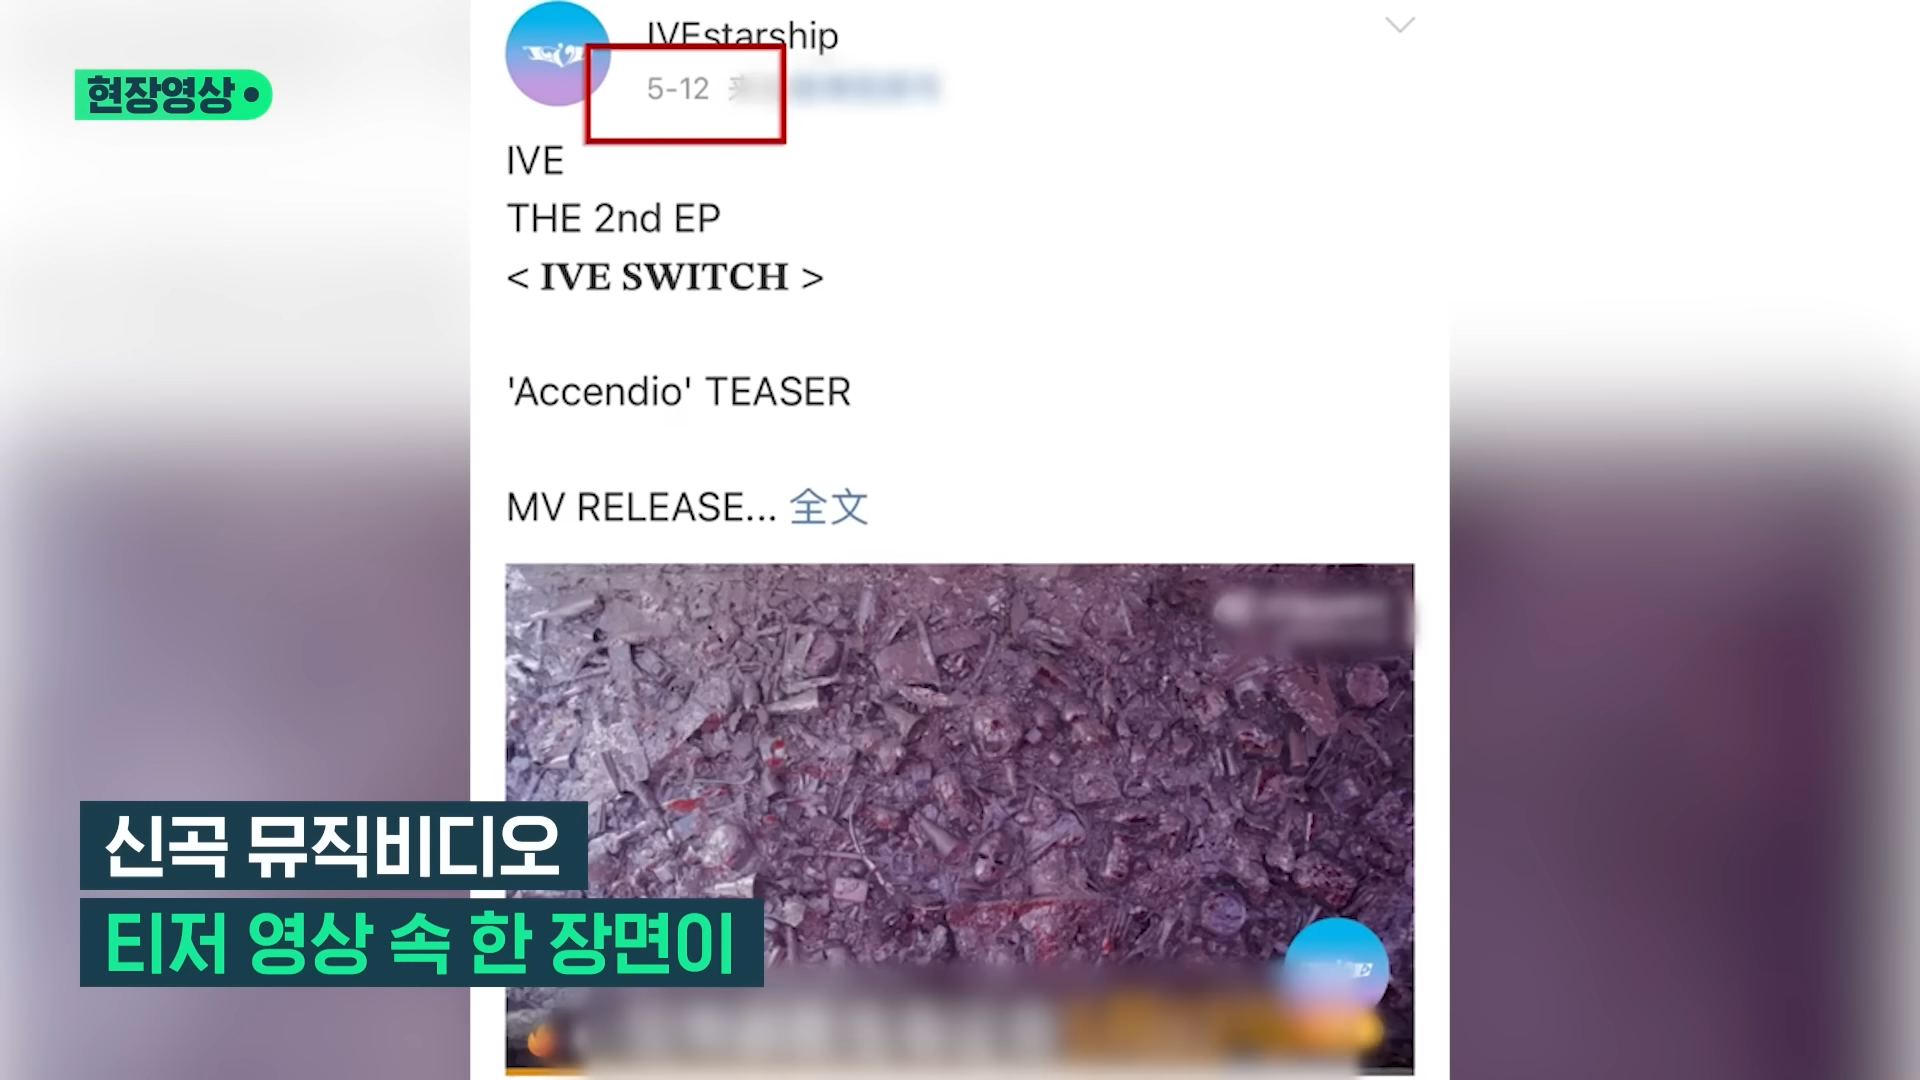 현장영상
IVEstarship
5-12 来
IVE
THE 2nd EP
< IVE SWITCH >
'Accendio' TEASER
MV RELEASE... 全文
신곡 뮤직비디오
티저 영상 속 한 장면이